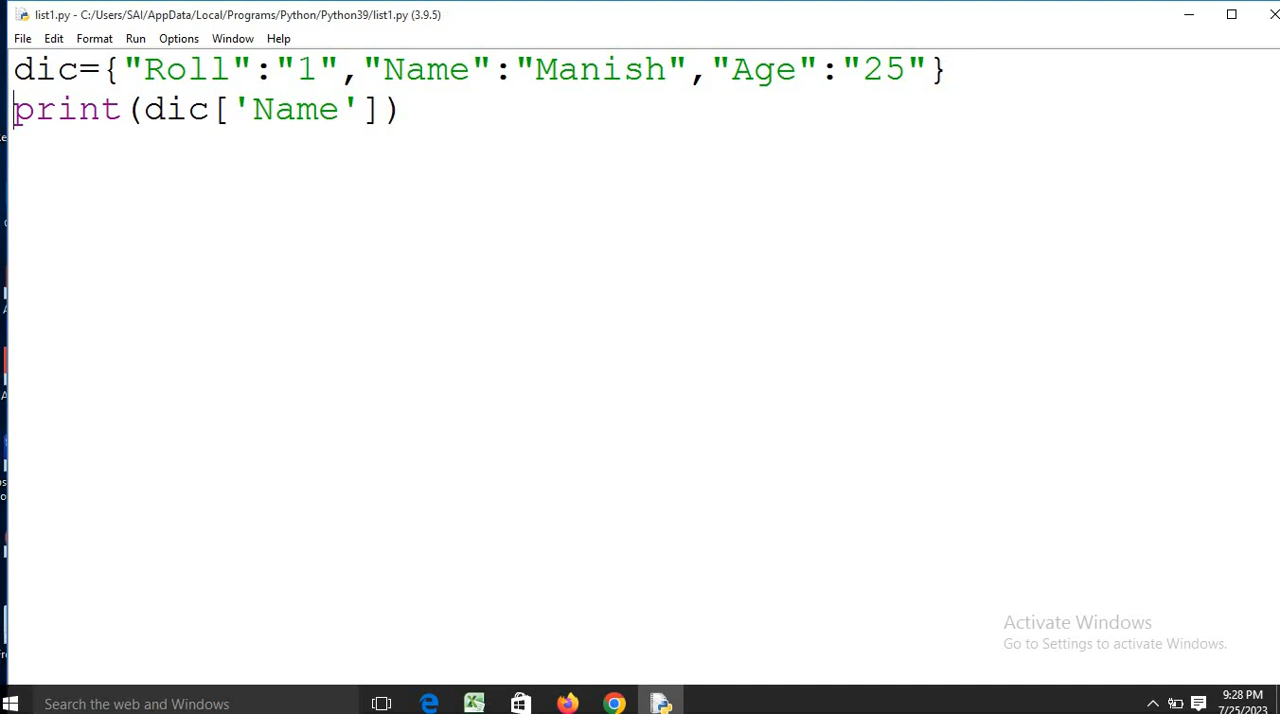 list1.py - C:/Users/SAI/AppData/Local/Programs/Python/Python39/list1.py (3.9.5)
File Edit Format Run Options Window Help
dic={"Roll":"1","Name":"Manish","Age":"25"}
print(dic['Name'])
Activate Windows
Go to Settings to activate Windows.
Search the web and Windows
9:28 PM
7/25/2023